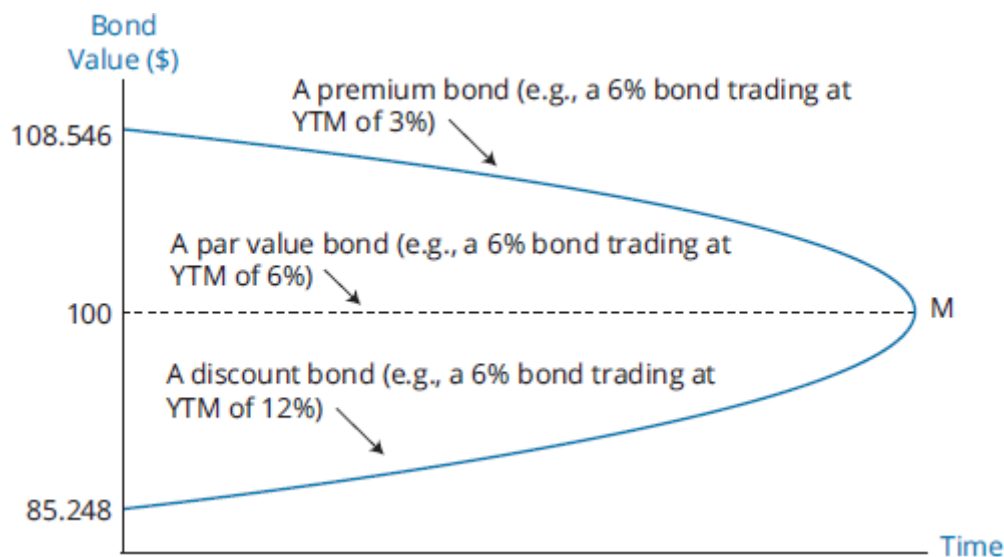 Bond
Value ($)
A premium bond (e.g., a 6% bond trading at
YTM of 3%)
108.546
A par value bond (e.g., a 6% bond trading at
YTM of 6%)
100
M
A discount bond (e.g., a 6% bond trading at
YTM of 12%)
85.248
Time